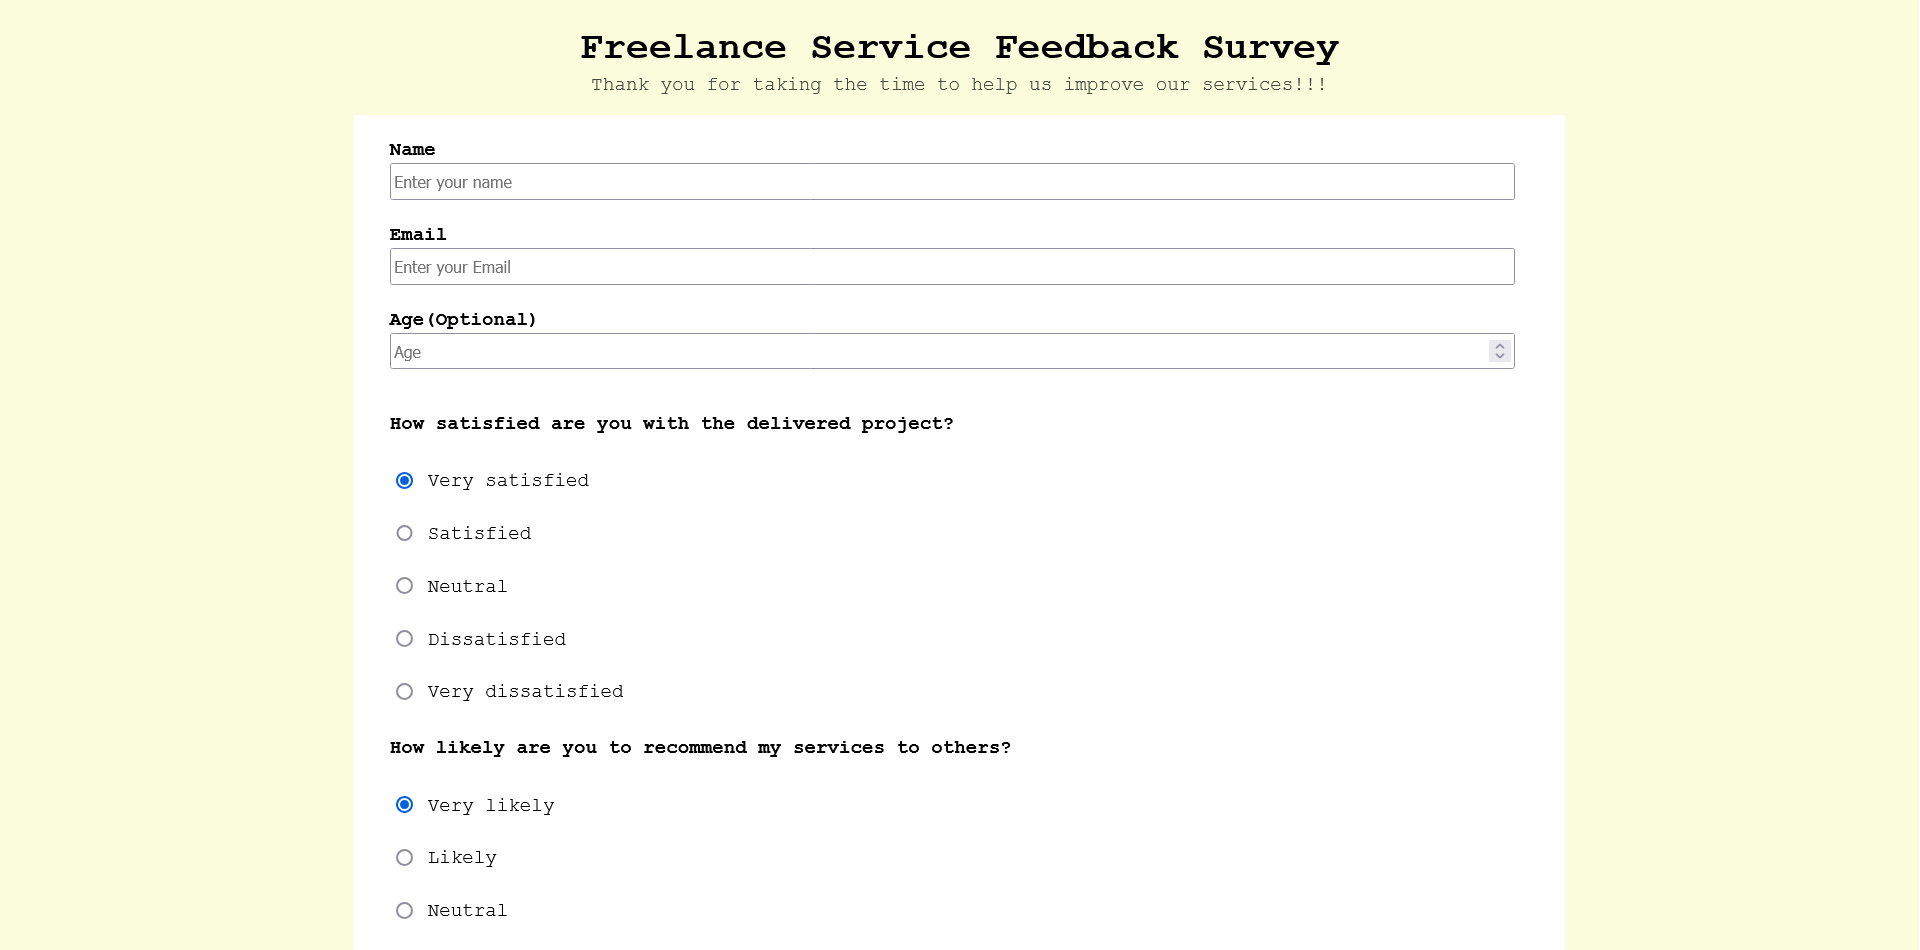 Freelance Service Feedback Survey
Thank you for taking the time to help us improve our services!!!
Name
Enter your name
Email
Enter your Email
Age(Optional)
Age
How satisfied are you with the delivered project?
Very satisfied
Satisfied
Neutral
Dissatisfied
Very dissatisfied
How likely are you to recommend my services to others?
Very likely
Likely
Neutral